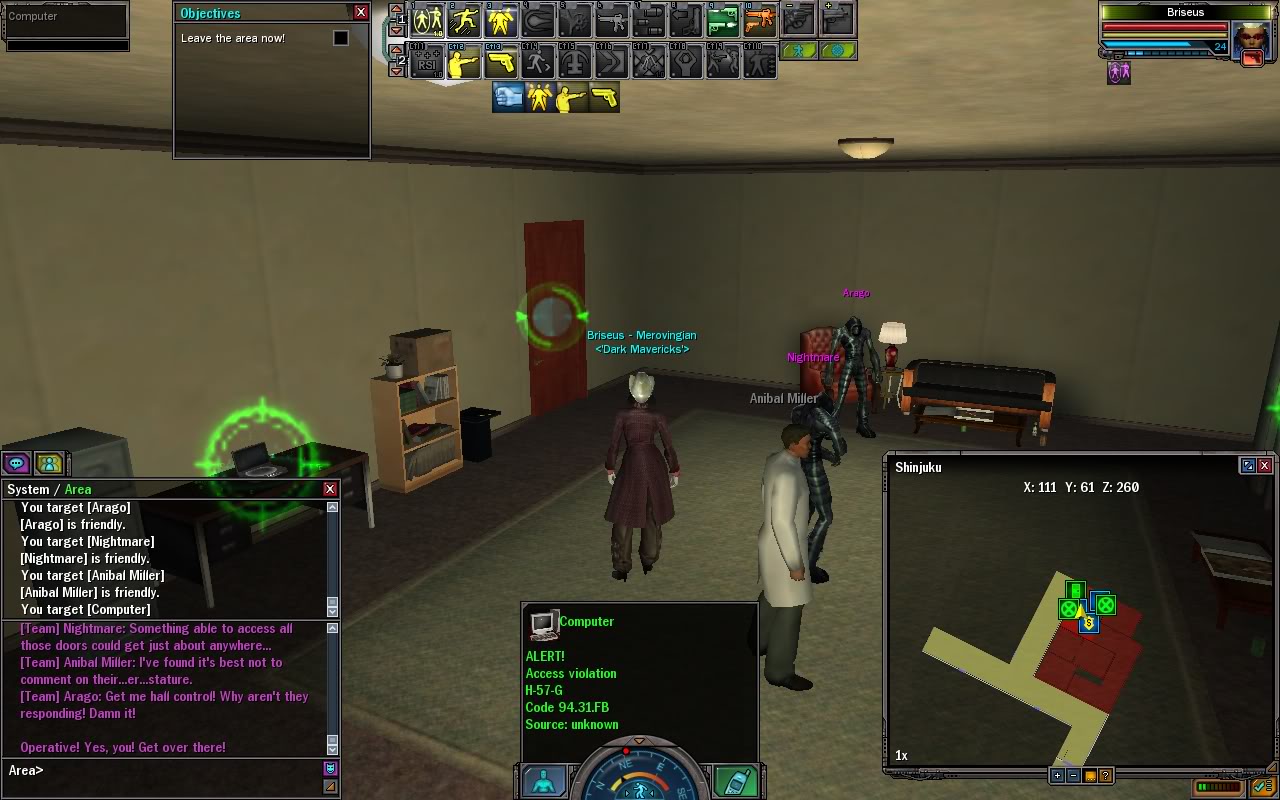 Computer
Objectives
Leave the area now!
1
2
RSI
Briseus
24
Arago
Briseus - Merovingian
<'Dark Mavericks'>
Nightmare
Anibal Miller
System / Area
You target [Arago]
[Arago] is friendly.
You target [Nightmare]
[Nightmare] is friendly.
You target [Anibal Miller]
[Anibal Miller] is friendly.
You target [Computer]
[Team] Nightmare: Something able to access all
those doors could get just about anywhere...
[Team] Anibal Miller: I've found it's best not to
comment on their...er...stature.
[Team] Arago: Get me hall control! Why aren't they
responding! Damn it!
Operative! Yes, you! Get over there!
Area>
Computer
ALERT!
Access violation
H-57-G
Code 94.31.FB
Source: unknown
N
NE
E
SE
Shinjuku
X: 111 Y: 61 Z: 260
1x